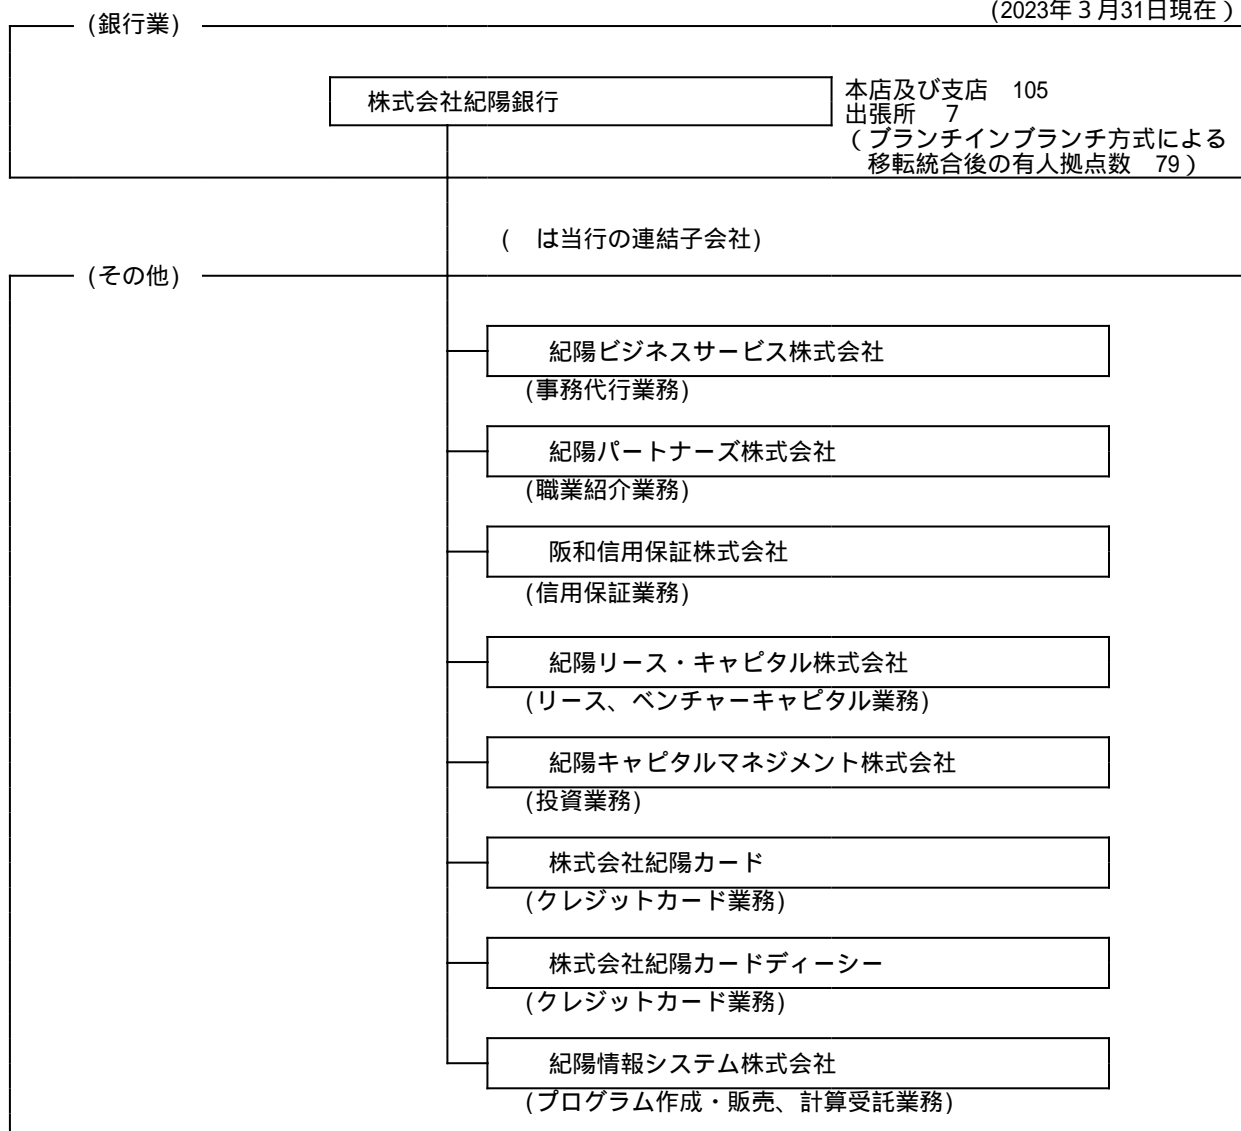 (2023年３月31日現在)
(銀行業)
株式会社紀陽銀行
本店及び支店　105
出張所　7
(ブランチインブランチ方式による
移転統合後の有人拠点数　79)
(　は当行の連結子会社)
(その他)
紀陽ビジネスサービス株式会社
(事務代行業務)
紀陽パートナーズ株式会社
(職業紹介業務)
阪和信用保証株式会社
(信用保証業務)
紀陽リース・キャピタル株式会社
(リース、ベンチャーキャピタル業務)
紀陽キャピタルマネジメント株式会社
(投資業務)
株式会社紀陽カード
(クレジットカード業務)
株式会社紀陽カードディーシー
(クレジットカード業務)
紀陽情報システム株式会社
(プログラム作成・販売、計算受託業務)